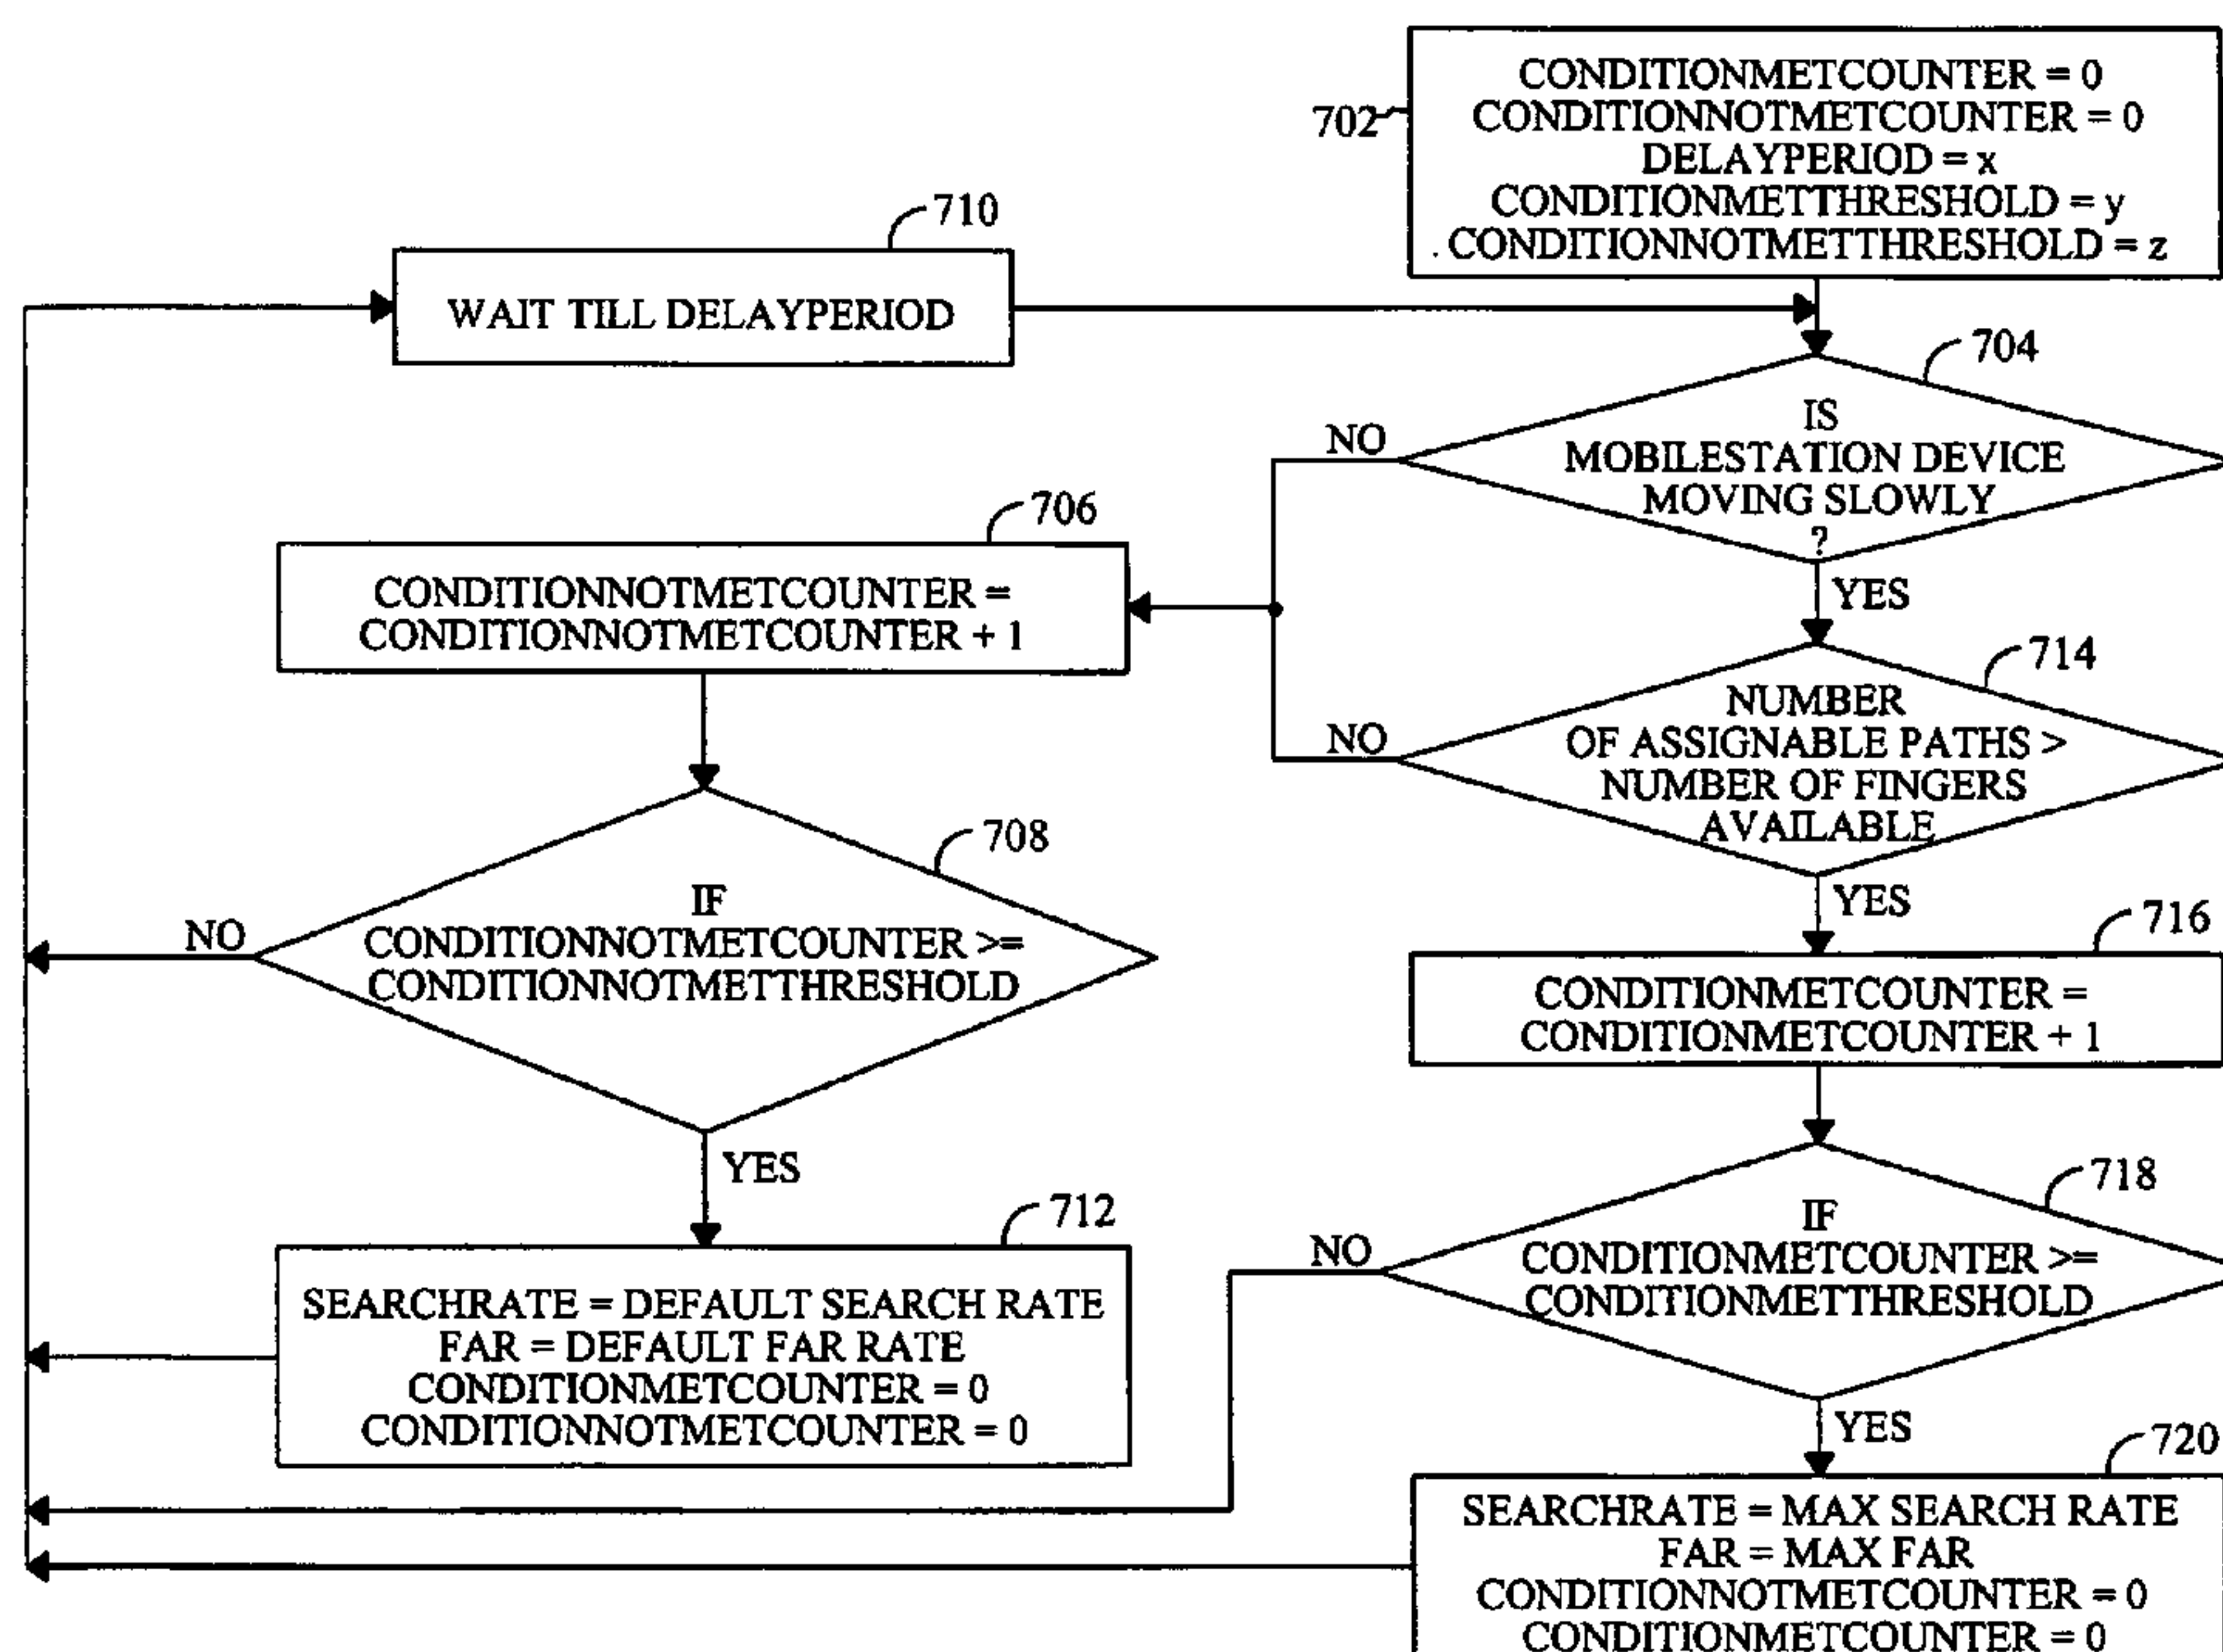 CONDITIONMETCOUNTER = 0
CONDITIONNOTMETCOUNTER = 0
DELAYPERIOD = x
CONDITIONMETTHRESHOLD = y
CONDITIONNOTMETTHRESHOLD = z
702
710
WAIT TILL DELAYPERIOD
704
IS
MOBILESTATION DEVICE
MOVING SLOWLY
?
NO
YES
706
CONDITIONNOTMETCOUNTER =
CONDITIONNOTMETCOUNTER + 1
714
NUMBER
OF ASSIGNABLE PATHS >
NUMBER OF FINGERS
AVAILABLE
NO
YES
708
IF
CONDITIONNOTMETCOUNTER >=
CONDITIONNOTMETTHRESHOLD
NO
YES
716
CONDITIONMETCOUNTER =
CONDITIONMETCOUNTER + 1
718
IF
CONDITIONMETCOUNTER >=
CONDITIONMETTHRESHOLD
NO
YES
712
SEARCHRATE = DEFAULT SEARCH RATE
FAR = DEFAULT FAR RATE
CONDITIONMETCOUNTER = 0
CONDITIONNOTMETCOUNTER = 0
720
SEARCHRATE = MAX SEARCH RATE
FAR = MAX FAR
CONDITIONNOTMETCOUNTER = 0
CONDITIONMETCOUNTER = 0